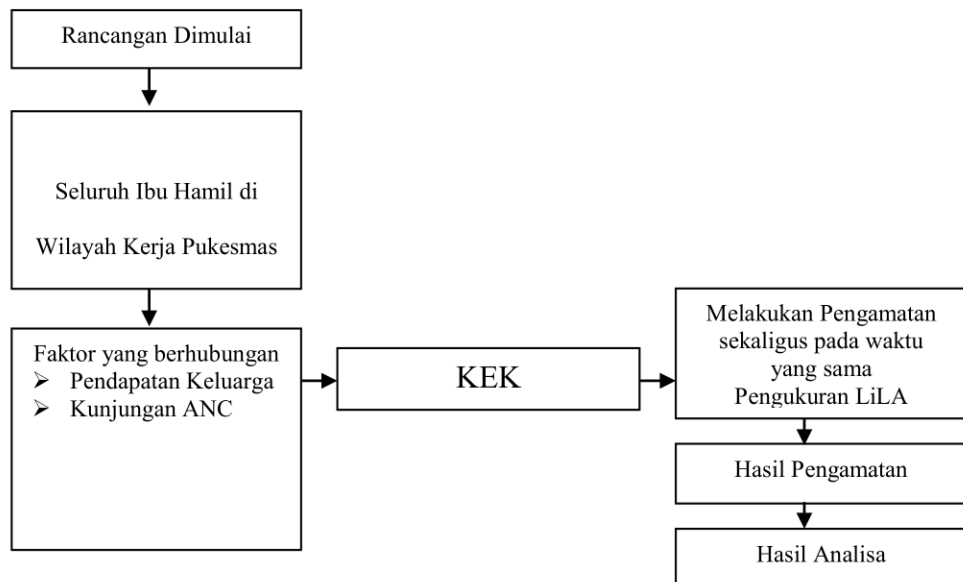 Rancangan Dimulai
Seluruh Ibu Hamil di
Wilayah Kerja Pukesmas
Faktor yang berhubungan
➢ Pendapatan Keluarga
➢ Kunjungan ANC
KEK
Melakukan Pengamatan
sekaligus pada waktu
yang sama
Pengukuran LiLA
Hasil Pengamatan
Hasil Analisa